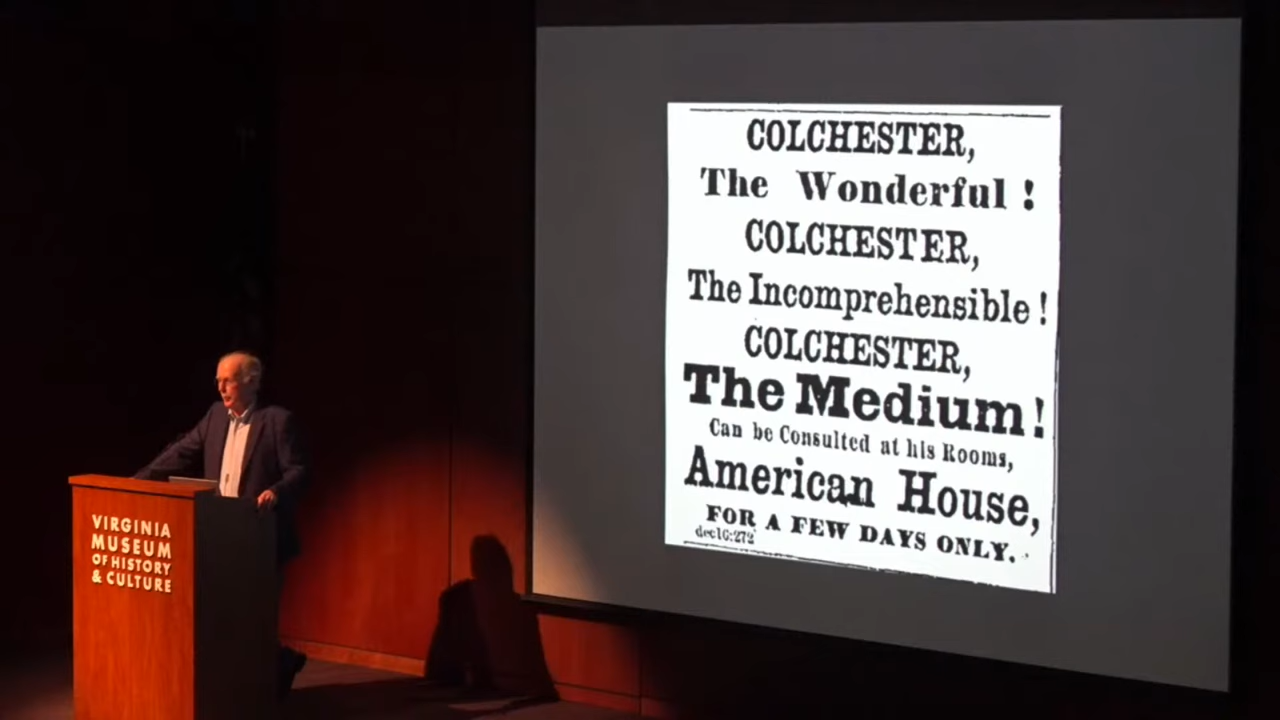 VIRGINIA
MUSEUM
OF HISTORY
& CULTURE
COLCHESTER,
The Wonderful !
COLCHESTER,
The Incomprehensible !
COLCHESTER,
The Medium !
Can be Consulted at his Rooms,
American House,
FOR A FEW DAYS ONLY.
dec16:272